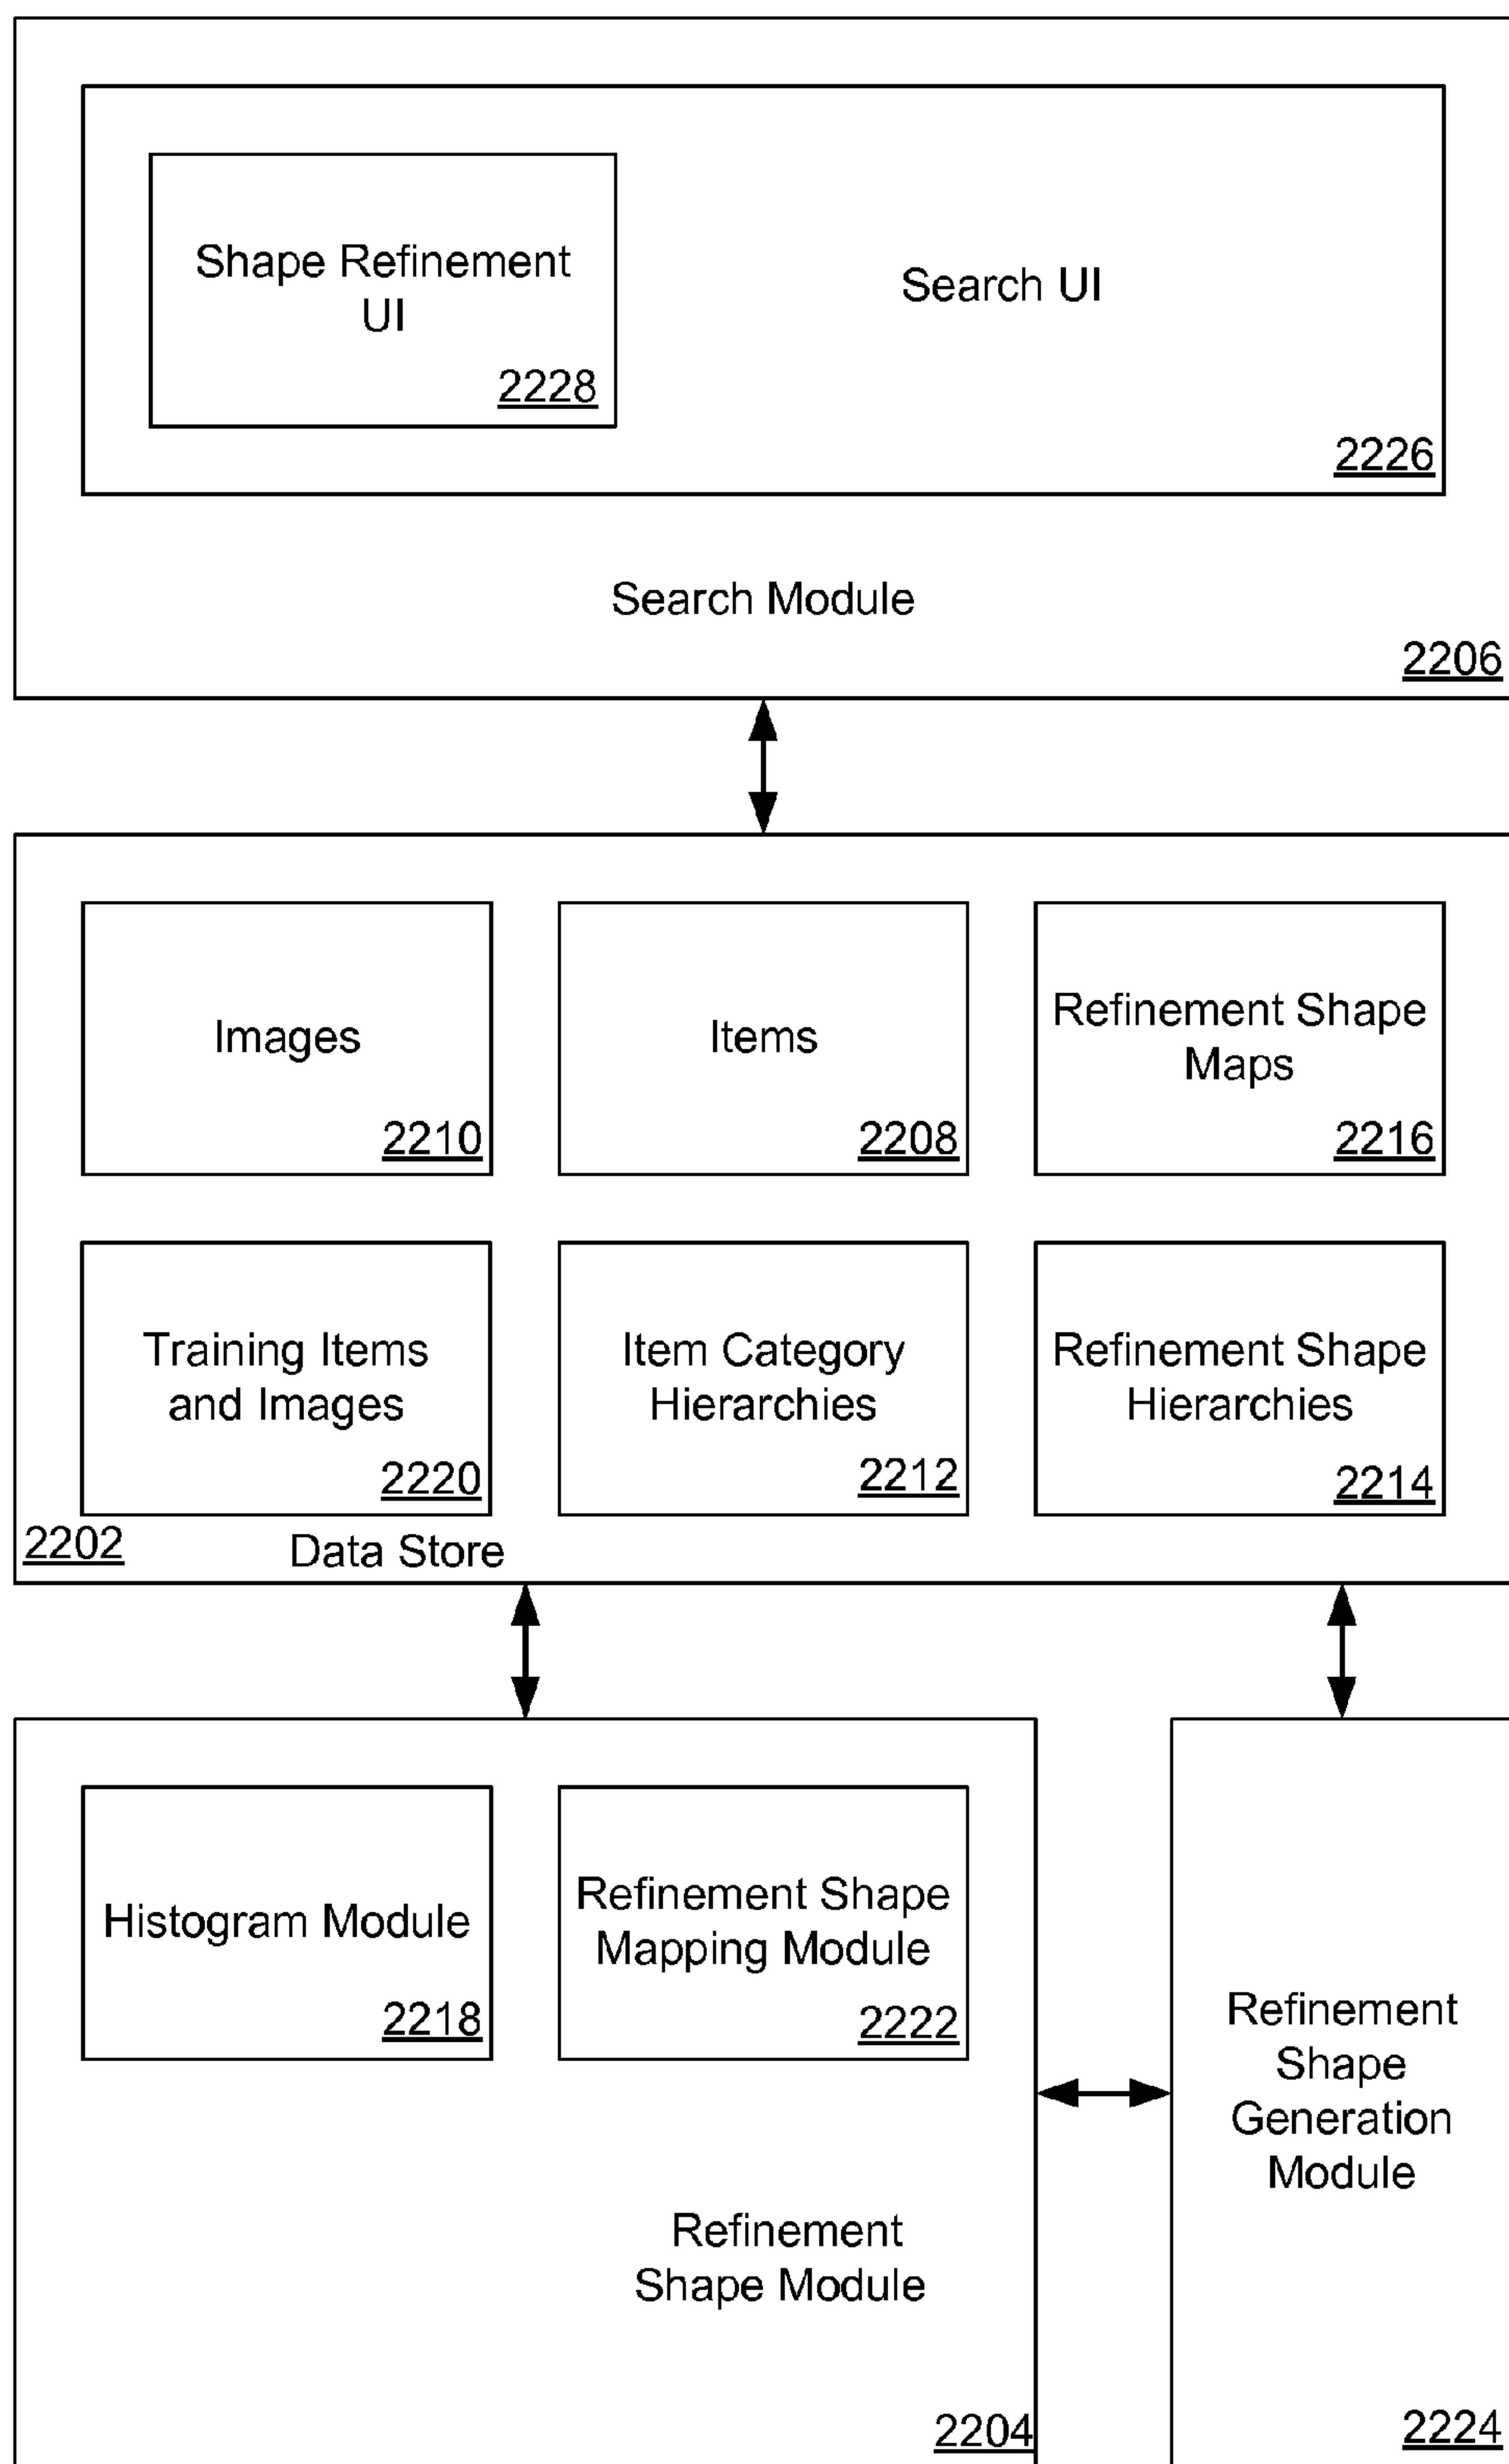 Shape Refinement
UI
2228
Search UI
2226
Search Module
2206
Images
2210
Items
2208
Refinement Shape
Maps
2216
Training Items
and Images
2220
Item Category
Hierarchies
2212
Refinement Shape
Hierarchies
2214
2202
Data Store
Histogram Module
2218
Refinement Shape
Mapping Module
2222
Refinement
Shape Module
2204
Refinement
Shape
Generation
Module
2224